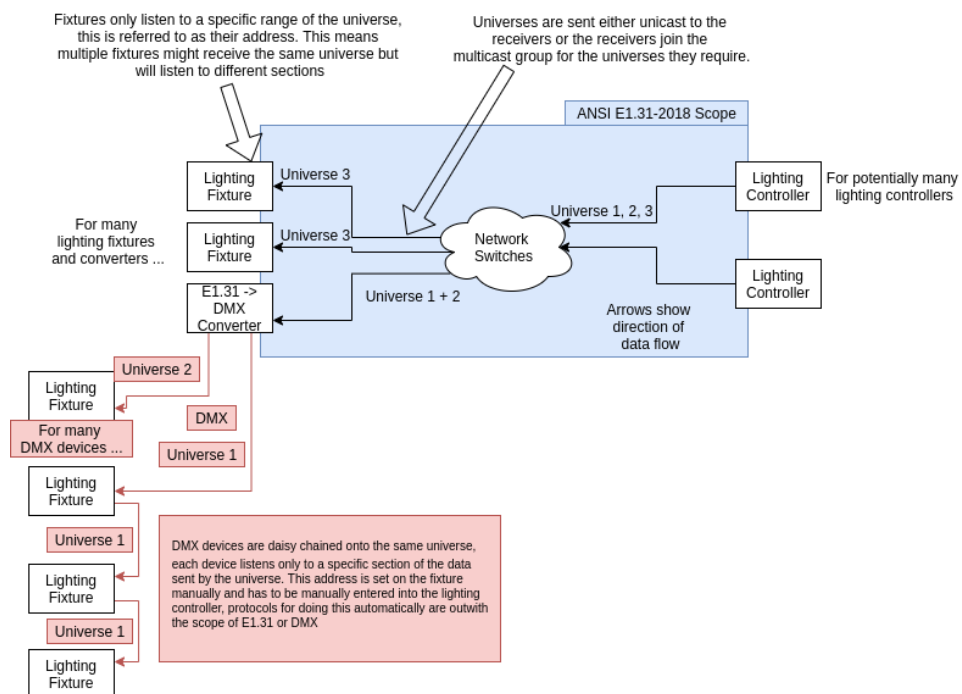 Fixtures only listen to a specific range of the universe,
this is referred to as their address. This means
multiple fixtures might receive the same universe but
will listen to different sections
Universes are sent either unicast to the
receivers or the receivers join the
multicast group for the universes they require.
ANSI E1.31-2018 Scope
Lighting
Fixture
Universe 3
Lighting
Controller
For potentially many
lighting controllers
Universe 1, 2, 3
For many
lighting fixtures
and converters ...
Lighting
Fixture
Universe 3
Network
Switches
Lighting
Controller
E1.31 ->
DMX
Converter
Universe 1 + 2
Arrows show
direction of
data flow
Universe 2
Lighting
Fixture
For many
DMX devices ...
DMX
Universe 1
Lighting
Fixture
Universe 1
Lighting
Fixture
Universe 1
Lighting
Fixture
DMX devices are daisy chained onto the same universe,
each device listens only to a specific section of the data
sent by the universe. This address is set on the fixture
manually and has to be manually entered into the lighting
controller, protocols for doing this automatically are outwith
the scope of E1.31 or DMX